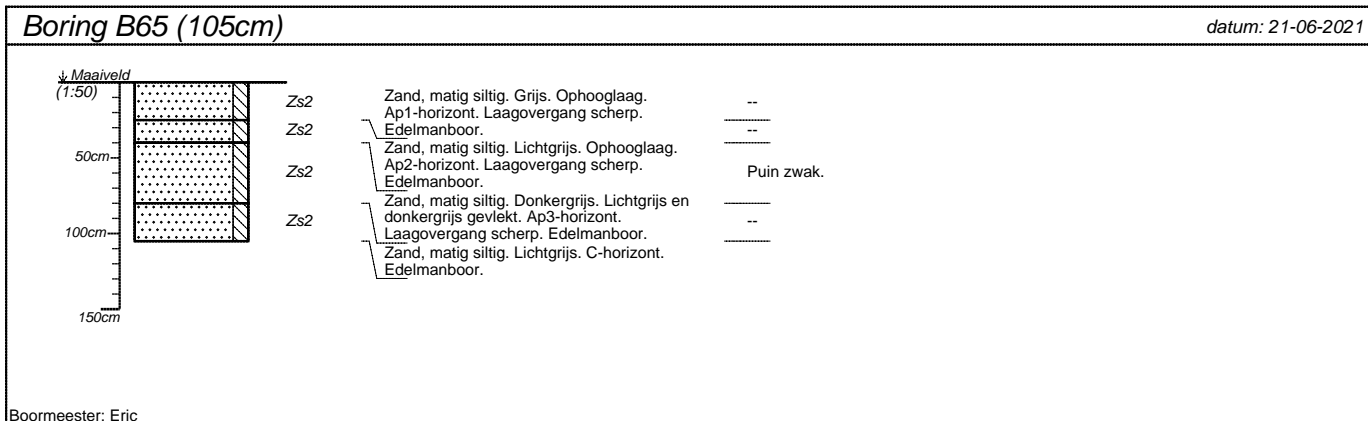 Boring B65 (105cm)
datum: 21-06-2021
Maaiveld
(1:50)
50cm
100cm
150cm
Zs2
Zs2
Zs2
Zs2
Zand, matig siltig. Grijs. Ophooglaag.
Ap1-horizont. Laagovergang scherp.
Edelmanboor.
Zand, matig siltig. Lichtgrijs. Ophooglaag.
Ap2-horizont. Laagovergang scherp.
Edelmanboor.
Zand, matig siltig. Donkergrijs. Lichtgrijs en
donkergrijs gevlekt. Ap3-horizont.
Laagovergang scherp. Edelmanboor.
Zand, matig siltig. Lichtgrijs. C-horizont.
Edelmanboor.
--
--
Puin zwak.
--
Boormeester: Eric